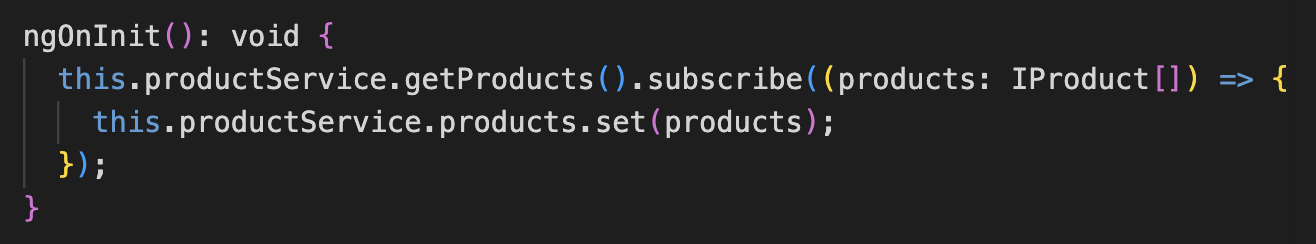 ngOnInit(): void {
  this.productService.getProducts().subscribe((products: IProduct[]) => {
    this.productService.products.set(products);
  });
}